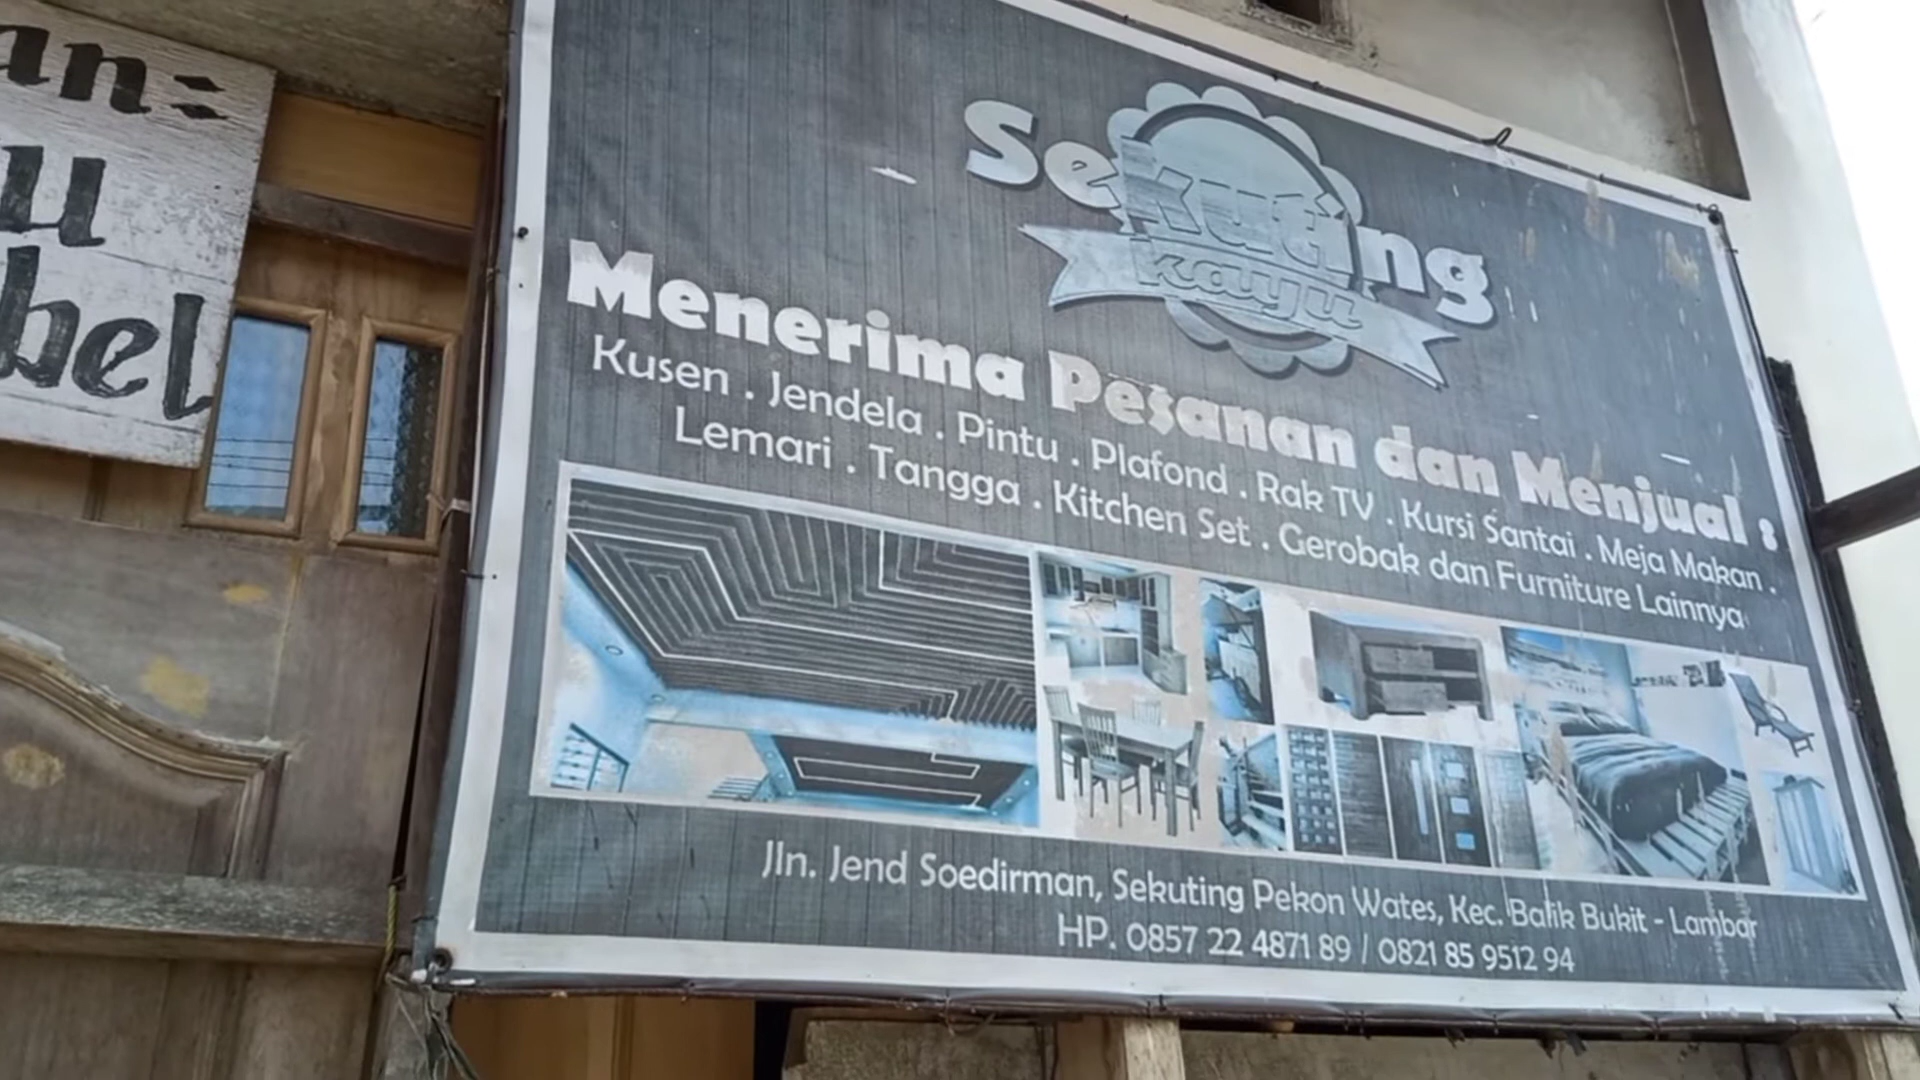 an:
u
bel
Sekuting
kayu
Menerima Pesanan dan Menjual :
Kusen . Jendela . Pintu . Plafond . Rak TV . Kursi Santai . Meja Makan .
Lemari . Tangga . Kitchen Set . Gerobak dan Furniture Lainnya
Jln. Jend Soedirman, Sekuting Pekon Wates, Kec. Balik Bukit - Lambar
HP. 0857 22 4871 89 / 0821 85 9512 94